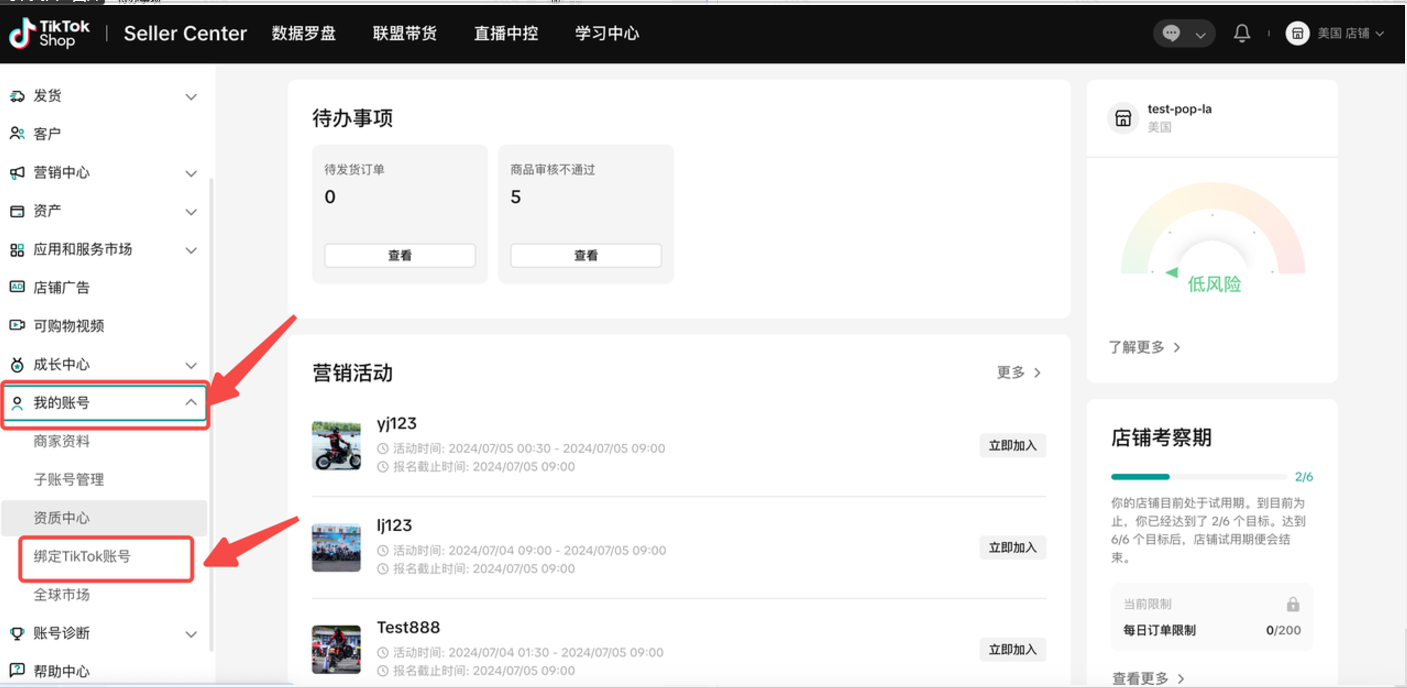 TikTok
Shop
Seller Center
数据罗盘
联盟带货
直播中控
学习中心
美国 店铺
发货
客户
营销中心
资产
应用和服务市场
AD
店铺广告
可购物视频
成长中心
我的账号
商家资料
子账号管理
资质中心
绑定TikTok账号
全球市场
账号诊断
帮助中心
待办事项
待发货订单
0
查看
商品审核不通过
5
查看
营销活动
更多
yj123
活动时间: 2024/07/05 00:30 - 2024/07/05 09:00
报名截止时间: 2024/07/05 09:00
立即加入
lj123
活动时间: 2024/07/04 09:00 - 2024/07/05 09:00
报名截止时间: 2024/07/05 09:00
立即加入
Test888
活动时间: 2024/07/04 01:30 - 2024/07/05 09:00
报名截止时间: 2024/07/05 09:00
立即加入
test-pop-la
美国
低风险
了解更多
店铺考察期
2/6
你的店铺目前处于试用期。到目前为
止，你已经达到了 2/6 个目标。达到
6/6 个目标后，店铺试用期便会结
束。
当前限制
每日订单限制
0/200
查看更多